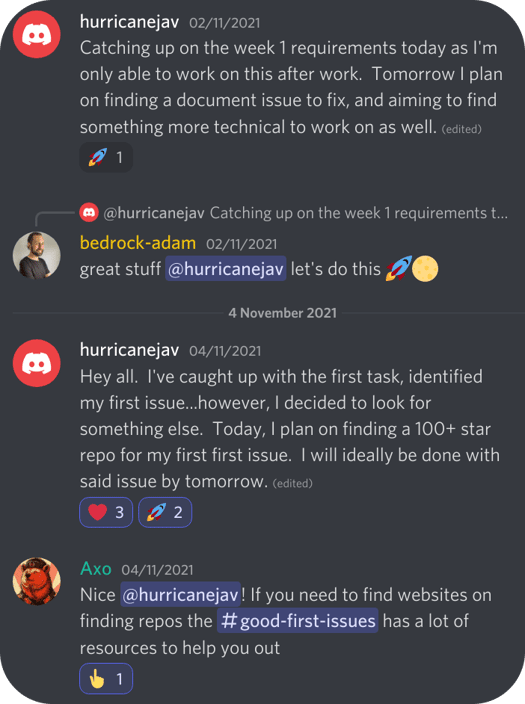 hurricanejav 02/11/2021
Catching up on the week 1 requirements today as I'm
only able to work on this after work. Tomorrow I plan
on finding a document issue to fix, and aiming to find
something more technical to work on as well. (edited)
🚀 1
@hurricanejav Catching up on the week 1 requirements t...
bedrock-adam 02/11/2021
great stuff @hurricanejav let's do this 🚀🌕
4 November 2021
hurricanejav 04/11/2021
Hey all. I've caught up with the first task, identified
my first issue...however, I decided to look for
something else. Today, I plan on finding a 100+ star
repo for my first first issue. I will ideally be done with
said issue by tomorrow. (edited)
❤️ 3 🚀 2
Axo 04/11/2021
Nice @hurricanejav! If you need to find websites on
finding repos the #good-first-issues has a lot of
resources to help you out
👆 1